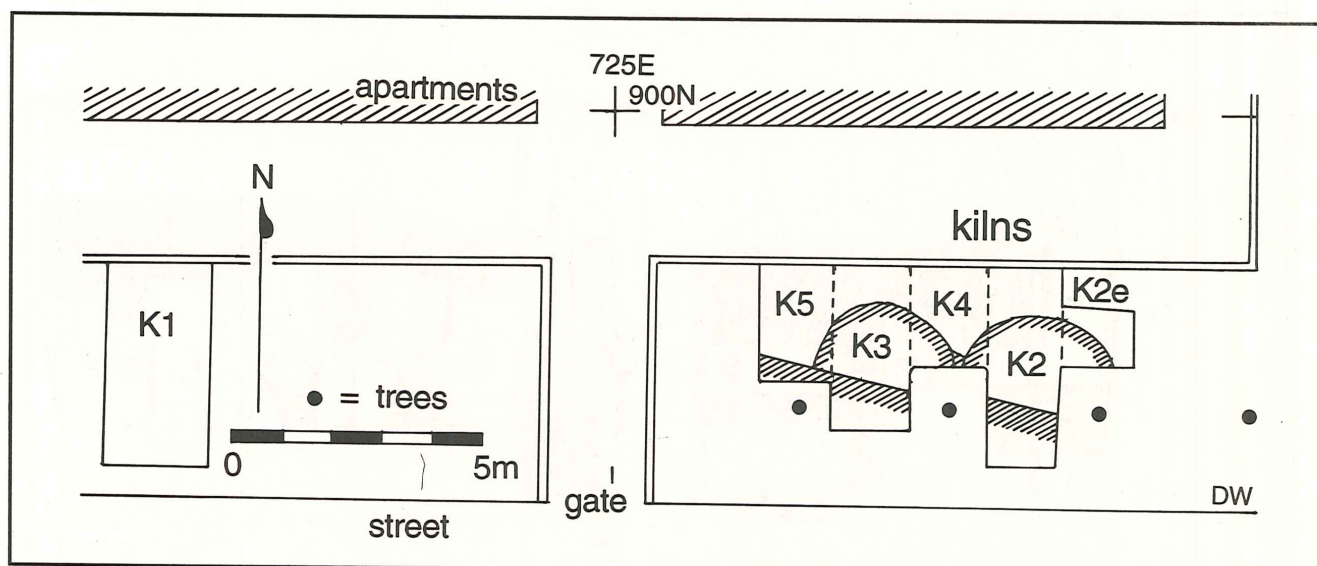 725E
apartments
900N
N
kilns
K1
K5
K4
K2e
K3
K2
= trees
0
5m
gate
DW
street